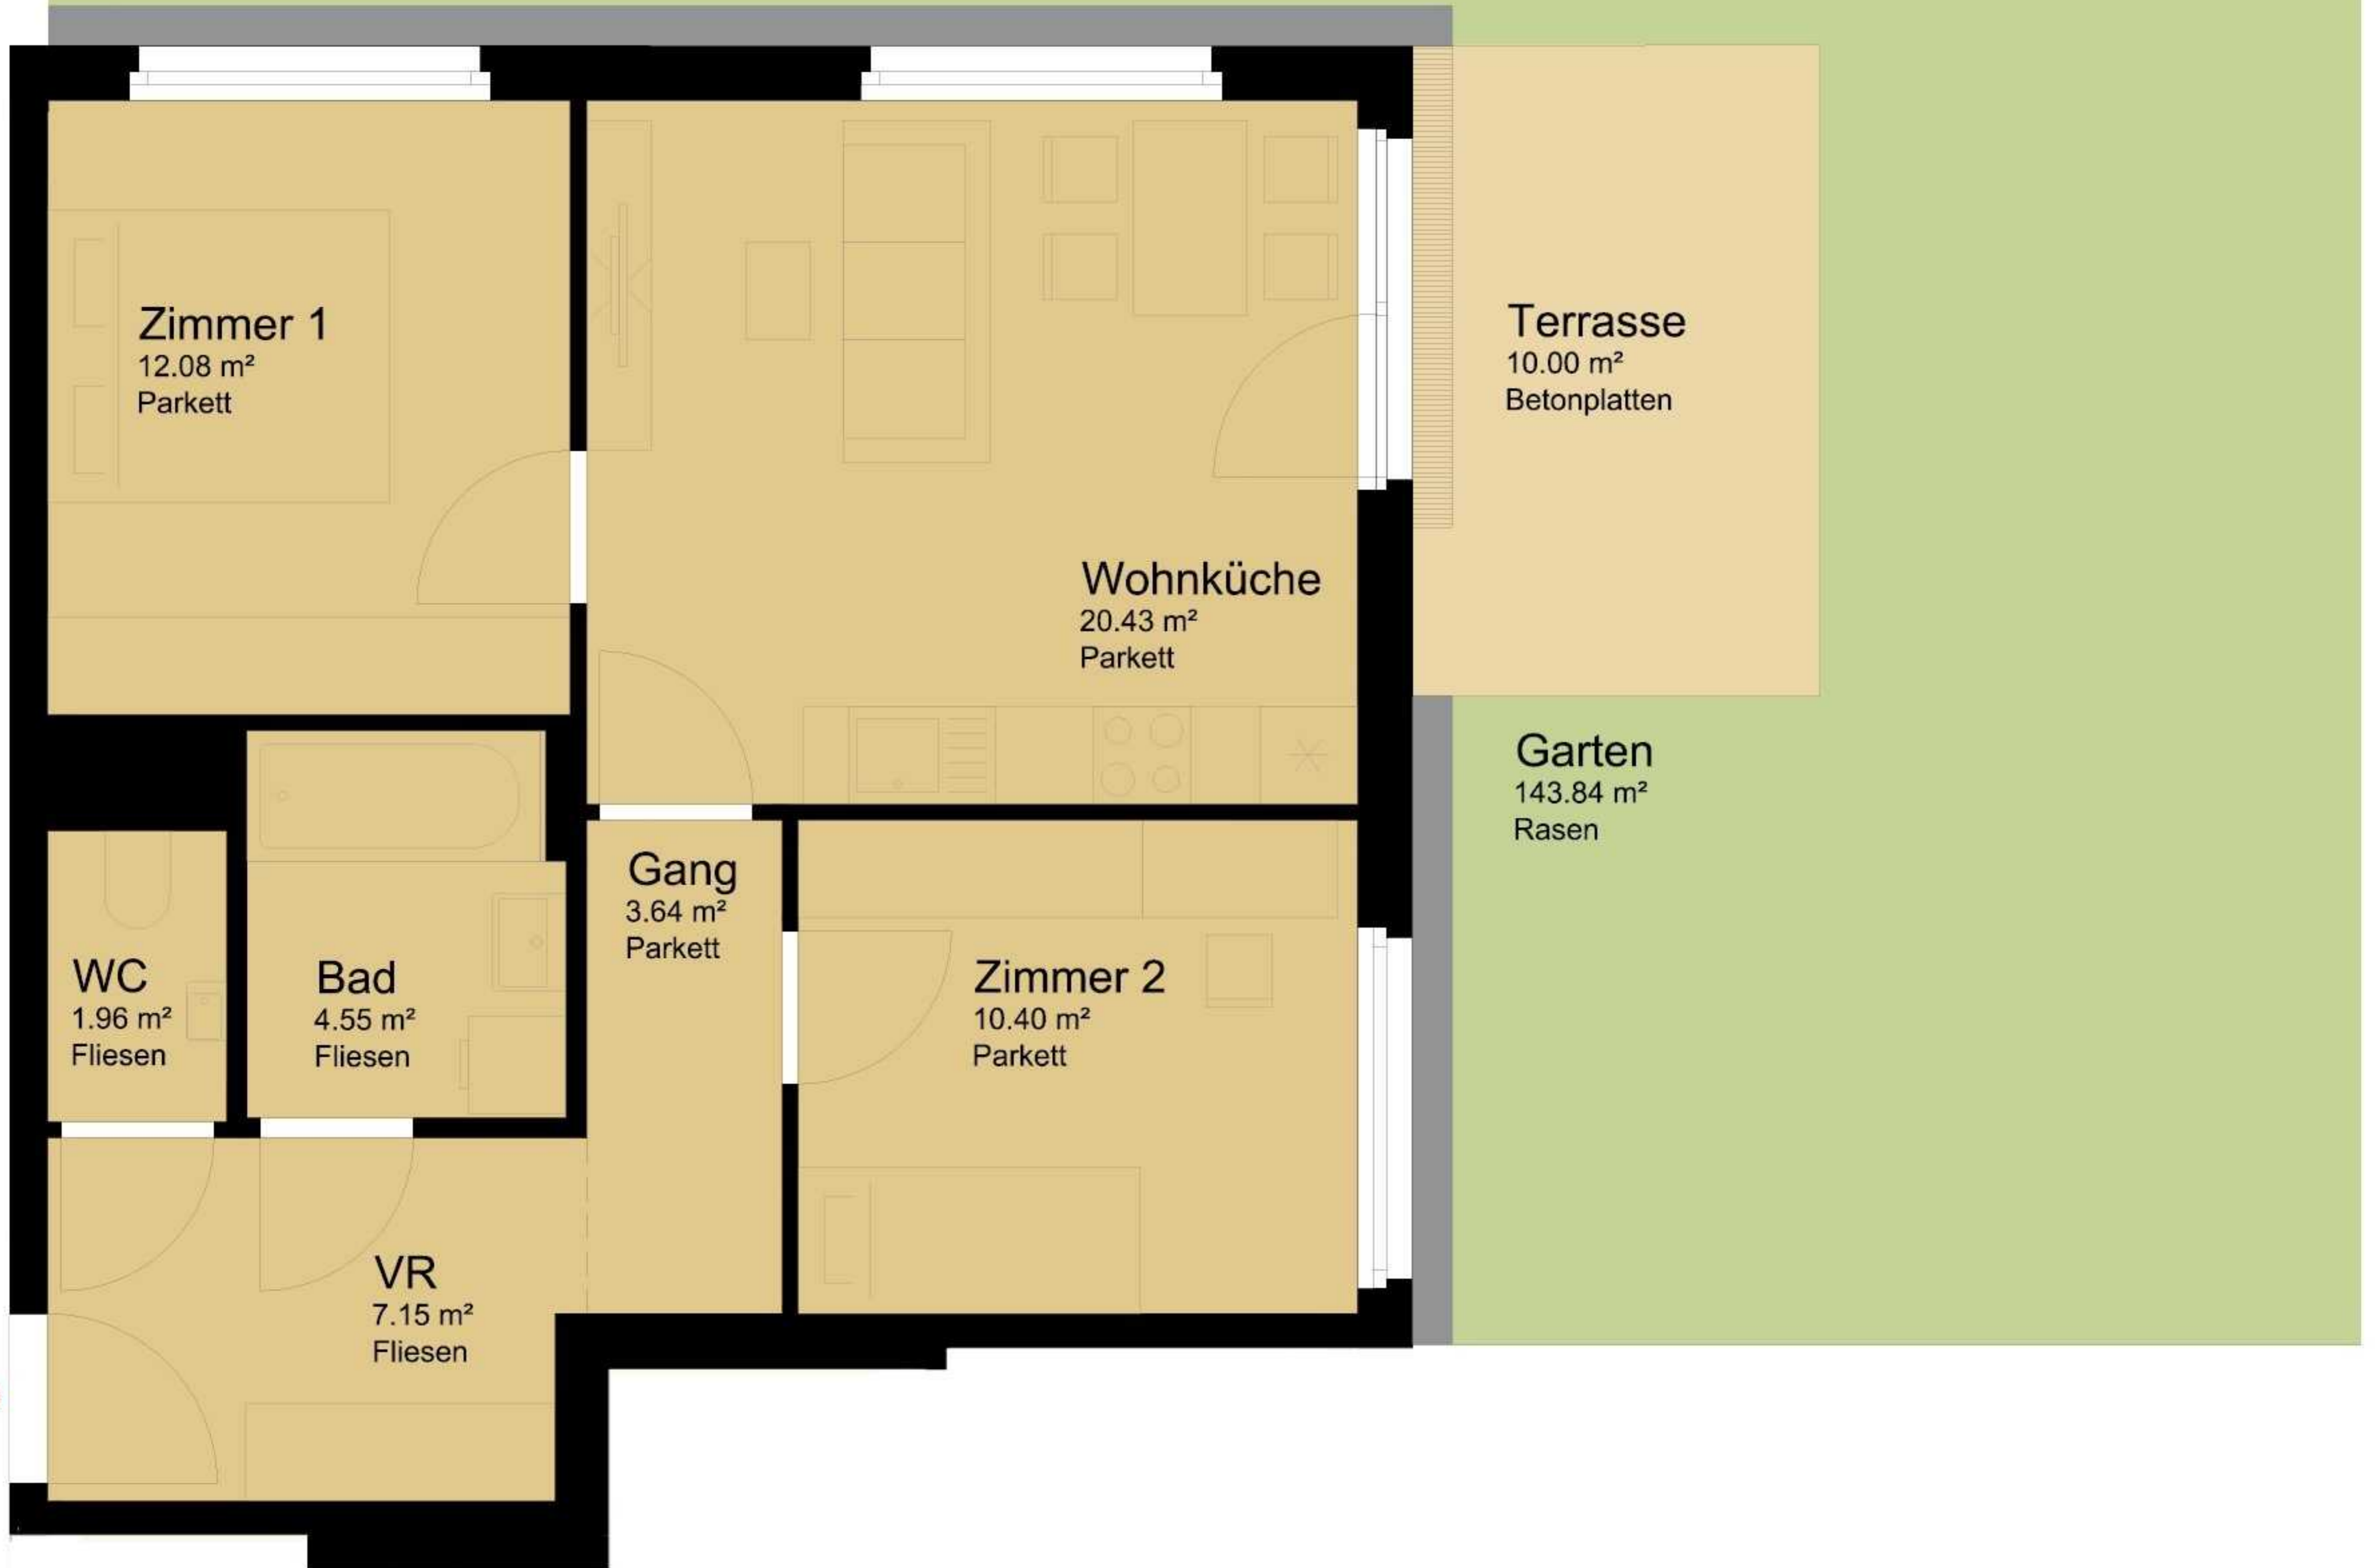 Zimmer 1
12.08 m²
Parkett
Terrasse
10.00 m²
Betonplatten
Wohnküche
20.43 m²
Parkett
Garten
143.84 m²
Rasen
Gang
3.64 m²
Parkett
WC
1.96 m²
Fliesen
Bad
4.55 m²
Fliesen
Zimmer 2
10.40 m²
Parkett
VR
7.15 m²
Fliesen